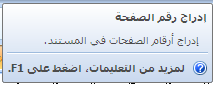 إدراج رقم الصفحة
إدراج أرقام الصفحات في المستند.
لمزيد من التعليمات، اضغط على F1.